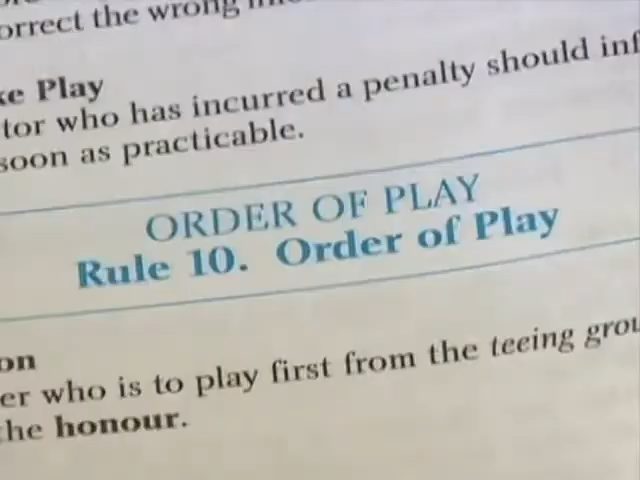 orrect the wrong
ke Play
tor who has incurred a penalty should inf
soon as practicable.
ORDER OF PLAY
Rule 10. Order of Play
on
er who is to play first from the teeing grou
the honour.